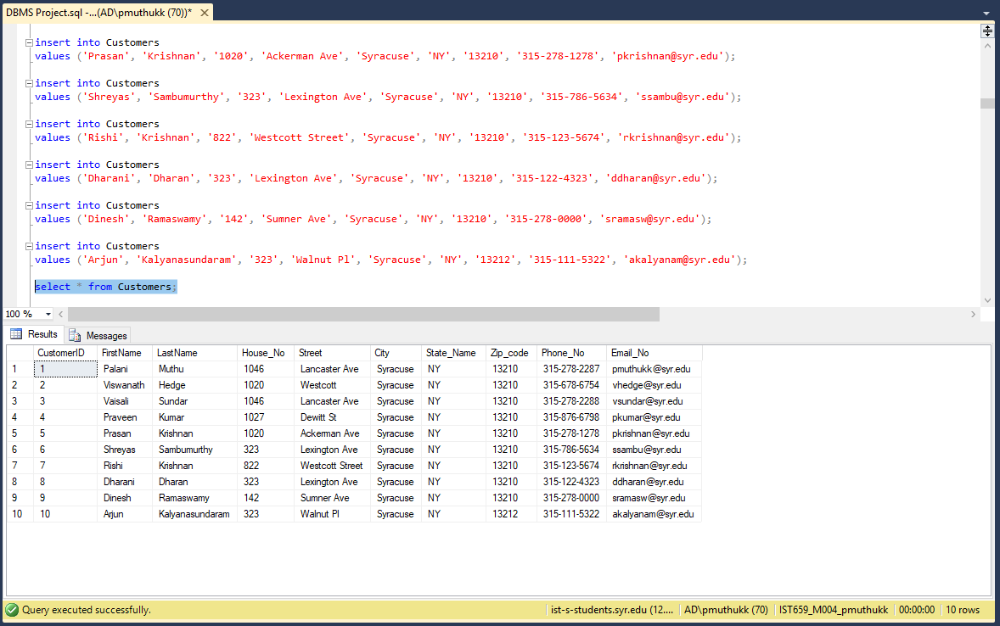 DBMS Project.sql -...(AD\pmuthukk (70))*
insert into Customers
values ('Prasan', 'Krishnan', '1020', 'Ackerman Ave', 'Syracuse', 'NY', '13210', '315-278-1278', 'pkrishnan@syr.edu');
insert into Customers
values ('Shreyas', 'Sambumurthy', '323', 'Lexington Ave', 'Syracuse', 'NY', '13210', '315-786-5634', 'ssambu@syr.edu');
insert into Customers
values ('Rishi', 'Krishnan', '822', 'Westcott Street', 'Syracuse', 'NY', '13210', '315-123-5674', 'rkrishnan@syr.edu');
insert into Customers
values ('Dharani', 'Dharan', '323', 'Lexington Ave', 'Syracuse', 'NY', '13210', '315-122-4323', 'ddharan@syr.edu');
insert into Customers
values ('Dinesh', 'Ramaswamy', '142', 'Sumner Ave', 'Syracuse', 'NY', '13210', '315-278-0000', 'sramasw@syr.edu');
insert into Customers
values ('Arjun', 'Kalyanasundaram', '323', 'Walnut Pl', 'Syracuse', 'NY', '13212', '315-111-5322', 'akalyanam@syr.edu');
select * from Customers;
100 %
Results Messages
CustomerID FirstName LastName House_No Street City State_Name Zip_code Phone_No Email_No
1 1 Palani Muthu 1046 Lancaster Ave Syracuse NY 13210 315-278-2287 pmuthukk@syr.edu
2 2 Viswanath Hedge 1020 Westcott Syracuse NY 13210 315-678-6754 vhedge@syr.edu
3 3 Vaisali Sundar 1046 Lancaster Ave Syracuse NY 13210 315-278-2288 vsundar@syr.edu
4 4 Praveen Kumar 1027 Dewitt St Syracuse NY 13210 315-876-6798 pkumar@syr.edu
5 5 Prasan Krishnan 1020 Ackerman Ave Syracuse NY 13210 315-278-1278 pkrishnan@syr.edu
6 6 Shreyas Sambumurthy 323 Lexington Ave Syracuse NY 13210 315-786-5634 ssambu@syr.edu
7 7 Rishi Krishnan 822 Westcott Street Syracuse NY 13210 315-123-5674 rkrishnan@syr.edu
8 8 Dharani Dharan 323 Lexington Ave Syracuse NY 13210 315-122-4323 ddharan@syr.edu
9 9 Dinesh Ramaswamy 142 Sumner Ave Syracuse NY 13210 315-278-0000 sramasw@syr.edu
10 10 Arjun Kalyanasundaram 323 Walnut Pl Syracuse NY 13212 315-111-5322 akalyanam@syr.edu
Query executed successfully. ist-s-students.syr.edu (12.... AD\pmuthukk (70) IST659_M004_pmuthukk 00:00:00 10 rows